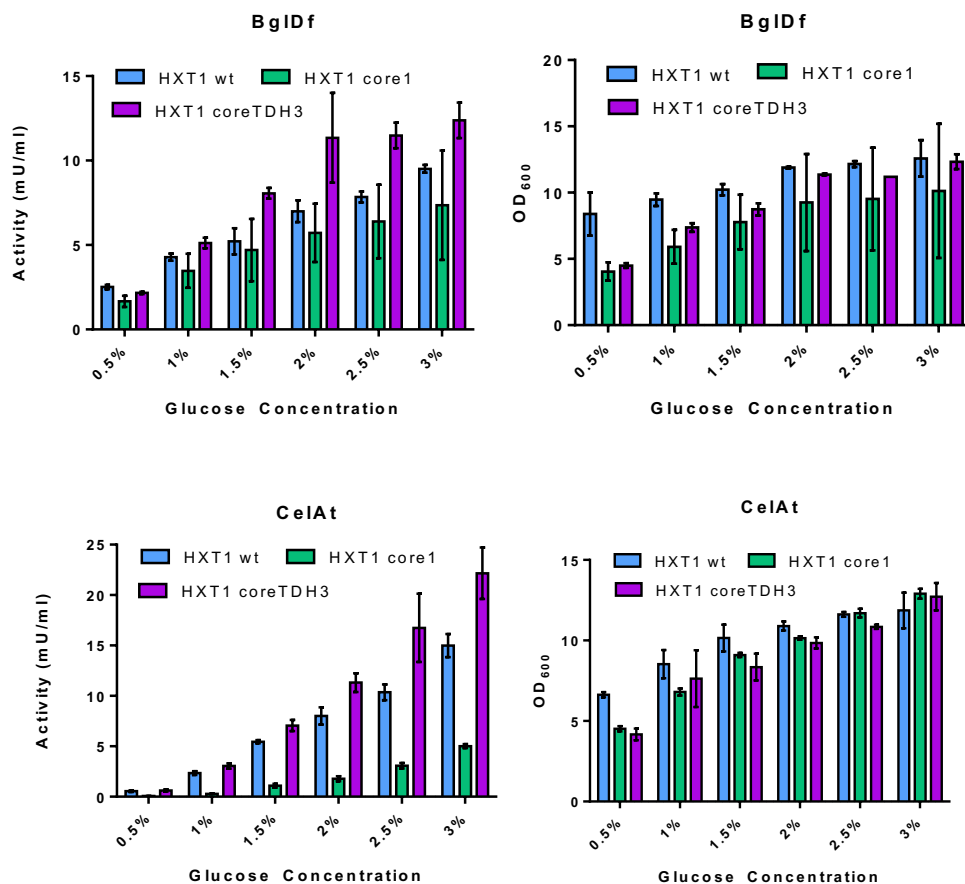 BglDf
HXT1 wt
HXT1 core1
HXT1 coreTDH3
Activity (mU/ml)
15
10
5
0
0.5%
1%
1.5%
2%
2.5%
3%
Glucose Concentration
BglDf
HXT1 wt
HXT1 core1
HXT1 coreTDH3
OD600
20
15
10
5
0
0.5%
1%
1.5%
2%
2.5%
3%
Glucose Concentration
CelAt
HXT1 wt
HXT1 core1
HXT1 coreTDH3
Activity (mU/ml)
25
20
15
10
5
0
0.5%
1%
1.5%
2%
2.5%
3%
Glucose Concentration
CelAt
HXT1 wt
HXT1 core1
HXT1 coreTDH3
OD600
15
10
5
0
0.5%
1%
1.5%
2%
2.5%
3%
Glucose Concentration